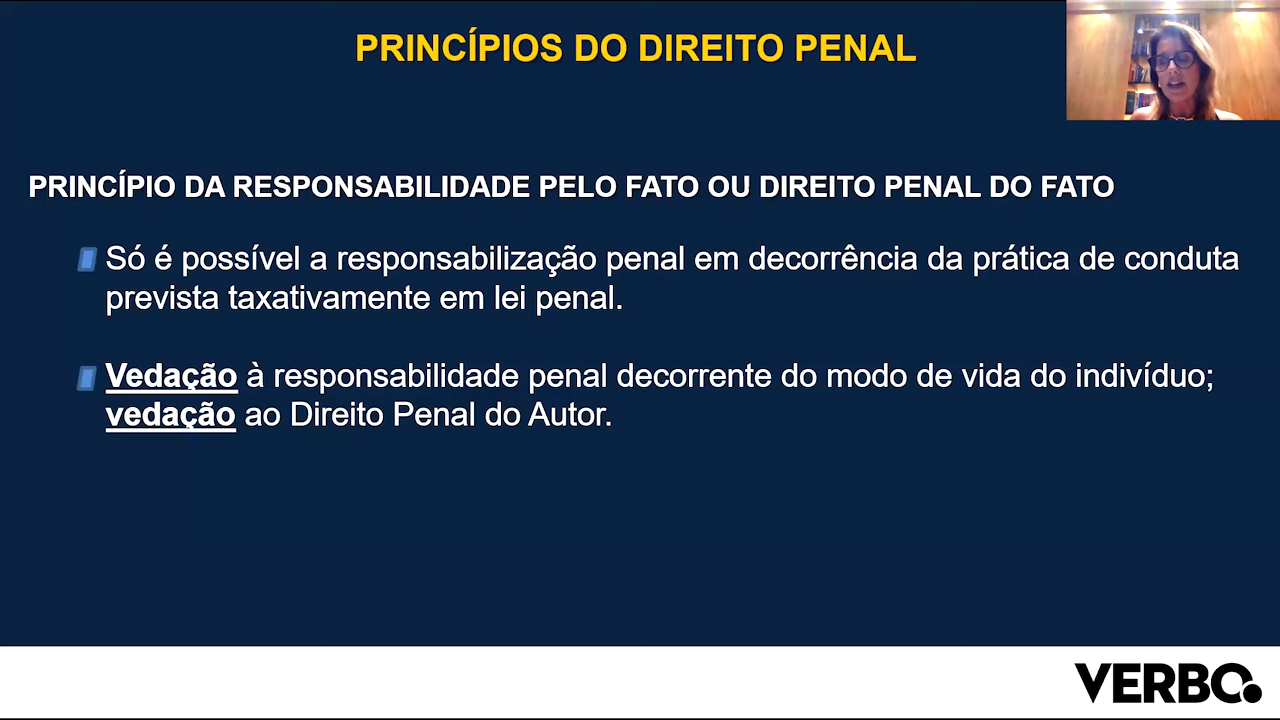 PRINCÍPIOS DO DIREITO PENAL
PRINCÍPIO DA RESPONSABILIDADE PELO FATO OU DIREITO PENAL DO FATO
Só é possível a responsabilização penal em decorrência da prática de conduta
prevista taxativamente em lei penal.
Vedação à responsabilidade penal decorrente do modo de vida do indivíduo;
vedação ao Direito Penal do Autor.
VERBO